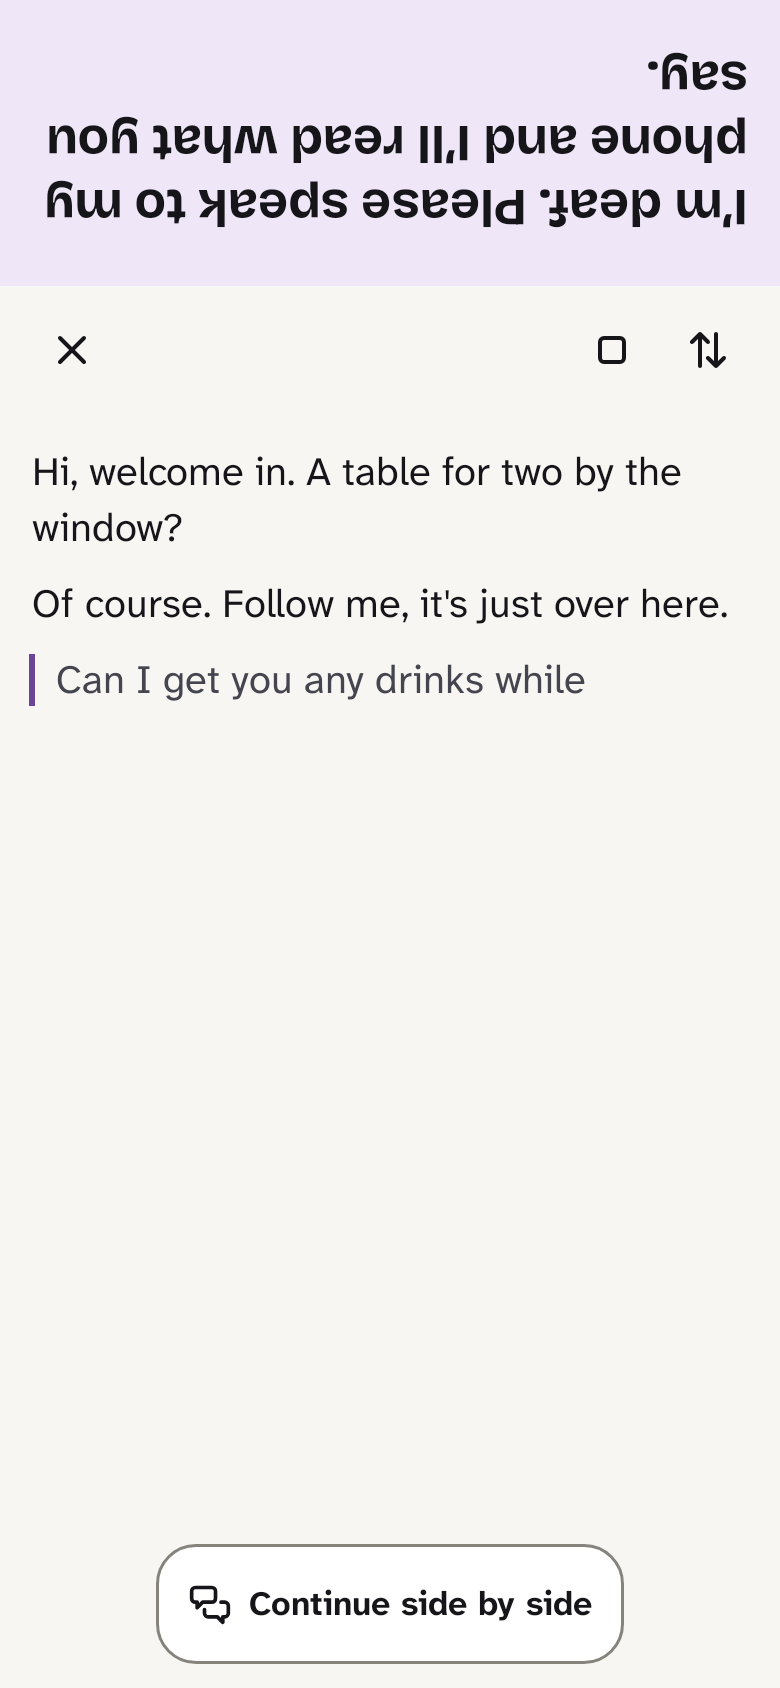 I'm deaf. Please speak to my
phone and I'll read what you
say.
Hi, welcome in. A table for two by the
window?
Of course. Follow me, it's just over here.
Can I get you any drinks while
Continue side by side